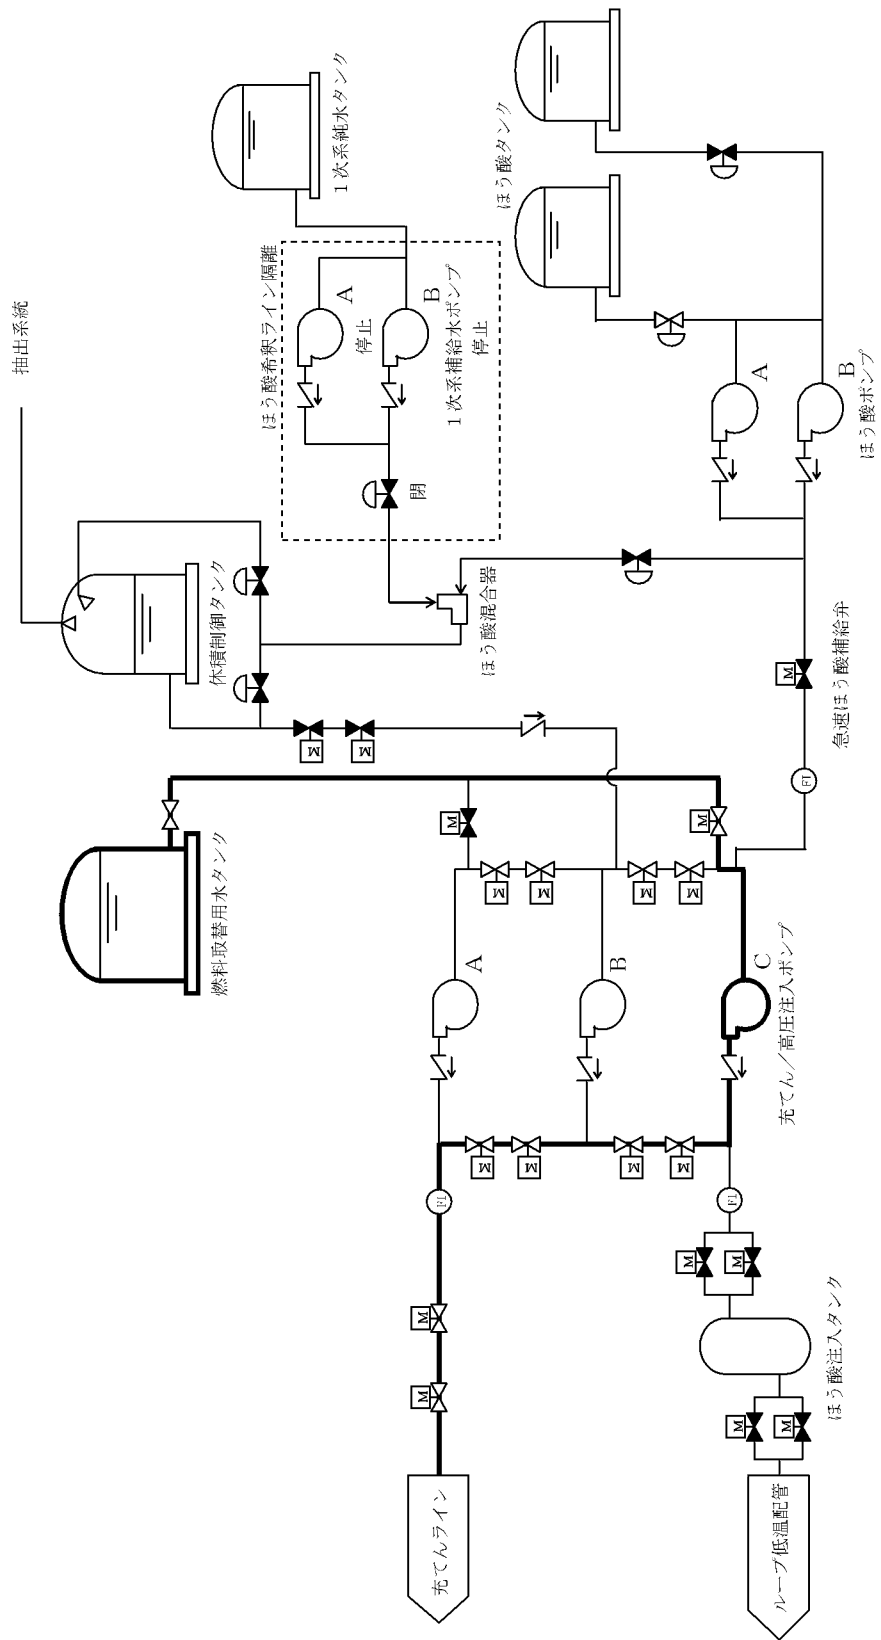 抽出系統
1次系純水タンク
ほう酸タンク
ほう酸希釈ライン隔離
A
停止
B
1次系補給水ポンプ
停止
閉
A
B
ほう酸ポンプ
体積制御タンク
ほう酸混合器
M
M
M
急速ほう酸補給弁
FI
燃料取替用水タンク
M
M
M
M
M
M
M
A
B
C
充てん/高圧注入ポンプ
M
M
M
M
FI
FI
M
M
M
M
ほう酸注入タンク
M
M
充てんライン
ループ低温配管